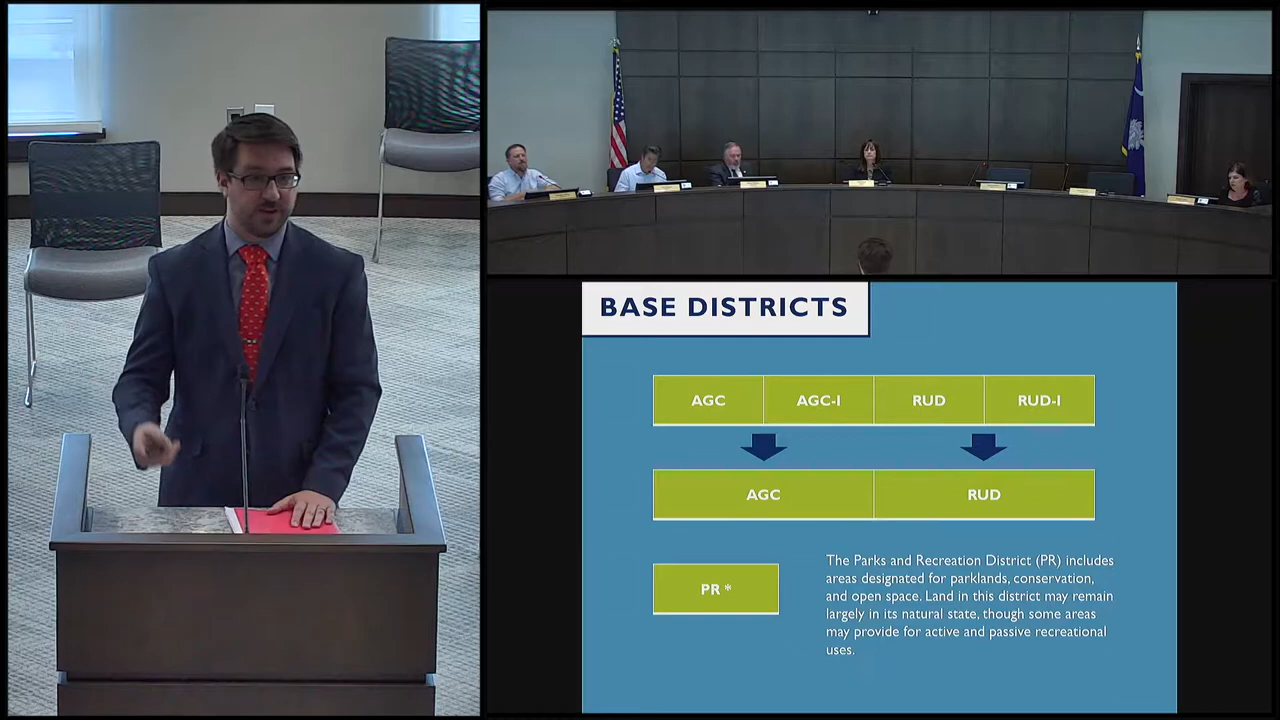 BASE DISTRICTS
AGC AGC-I RUD RUD-I
AGC RUD
PR *
The Parks and Recreation District (PR) includes
areas designated for parklands, conservation,
and open space. Land in this district may remain
largely in its natural state, though some areas
may provide for active and passive recreational
uses.